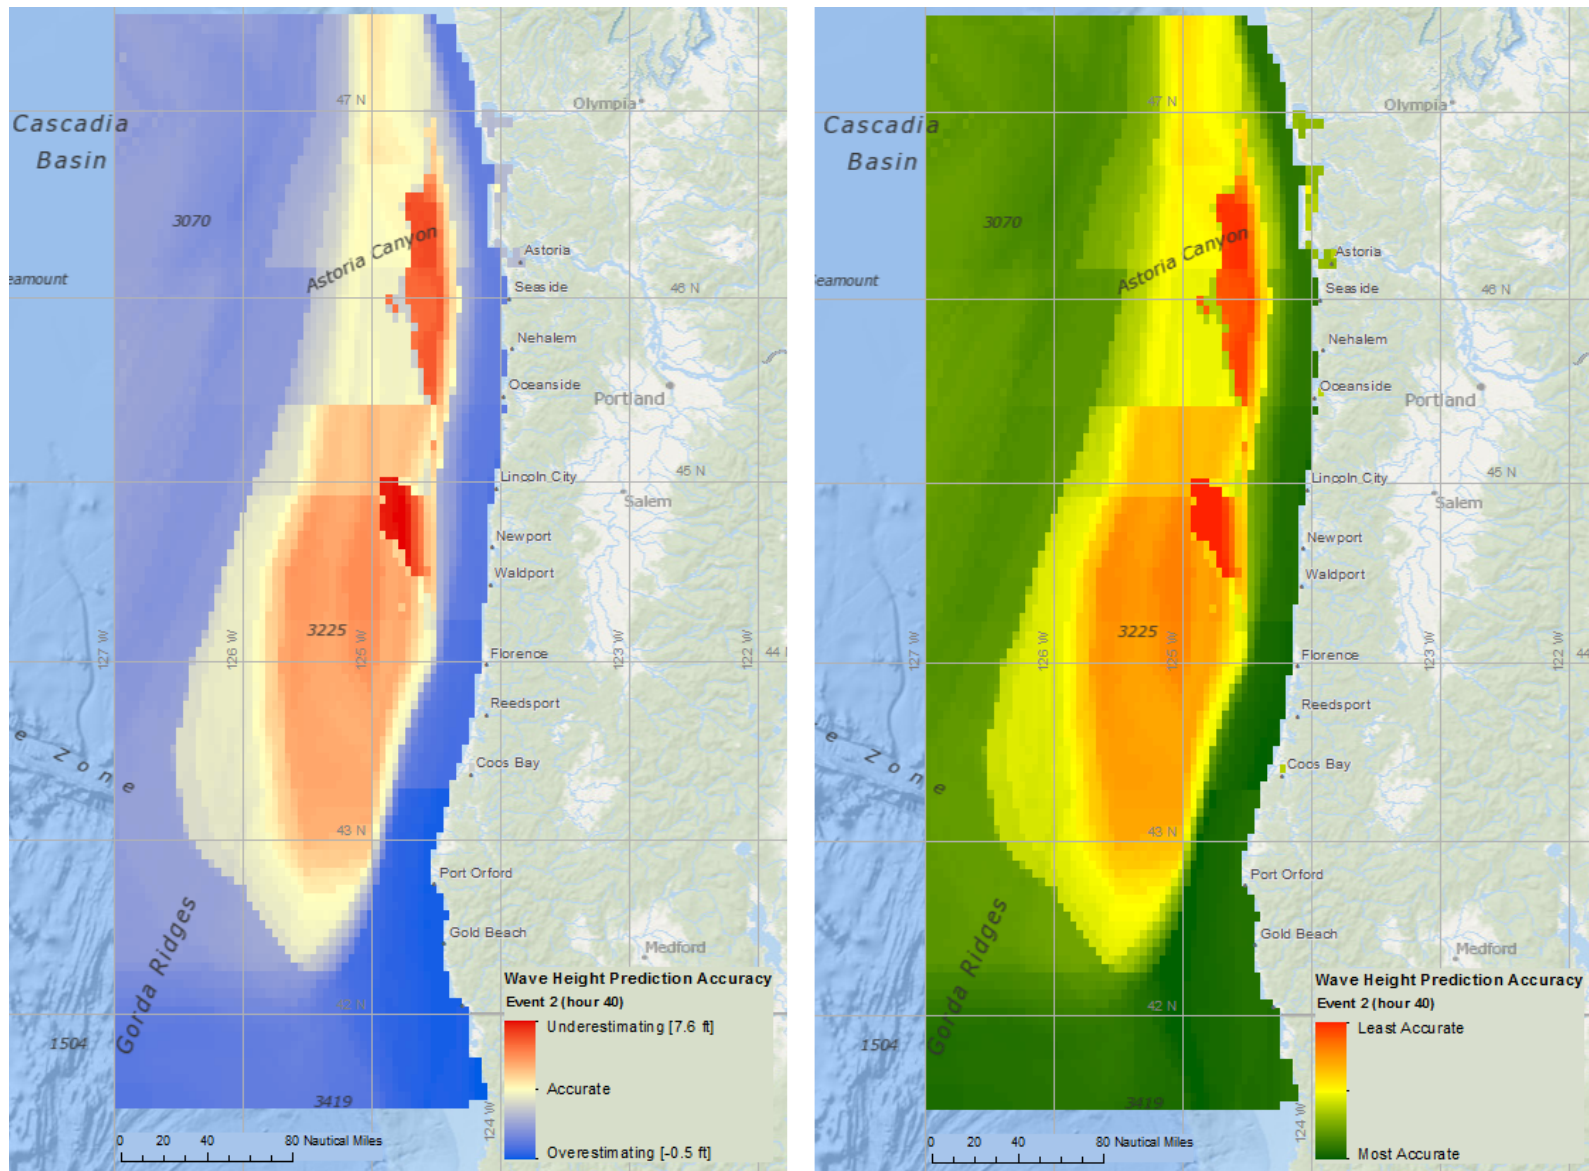 47 N
Olympia
Cascadia
Basin
3070
Astoria Canyon
Astoria
eamount
Seaside
46 N
Nehalem
Oceanside
Portland
Lincoln City
45 N
Salem
Newport
Waldport
3225
127 W
126 W
125 W
123 W
122 W
44
Florence
Reedsport
e Zone
Coos Bay
43 N
Port Orford
Gorda Ridges
Gold Beach
Medford
Wave Height Prediction Accuracy
Event 2 (hour 40)
42 N
Underestimating [7.6 ft]
1504
Accurate
3419
124 W
0 20 40 80 Nautical Miles
Overestimating [-0.5 ft]
47 N
Olympia
Cascadia
Basin
3070
Astoria Canyon
Astoria
Seamount
Seaside
46 N
Nehalem
Oceanside
Portland
Lincoln City
45 N
Salem
Newport
Waldport
3225
127 W
126 W
125 W
123 W
122 W
44
Florence
Reedsport
e Zone
Coos Bay
43 N
Port Orford
Gorda Ridges
Gold Beach
Medford
Wave Height Prediction Accuracy
Event 2 (hour 40)
42 N
Least Accurate
1504
3419
124 W
0 20 40 80 Nautical Miles
Most Accurate